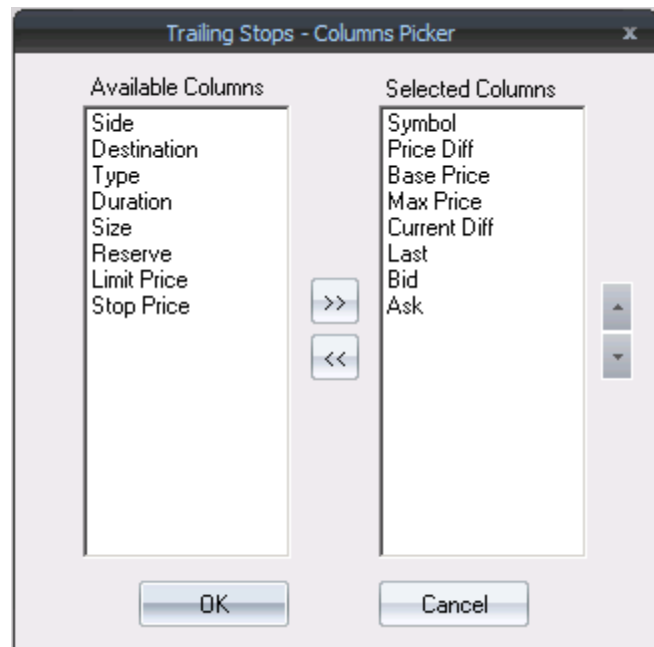 Trailing Stops - Columns Picker x
Available Columns
Side
Destination
Type
Duration
Size
Reserve
Limit Price
Stop Price
>>
<<
Selected Columns
Symbol
Price Diff
Base Price
Max Price
Current Diff
Last
Bid
Ask
OK
Cancel